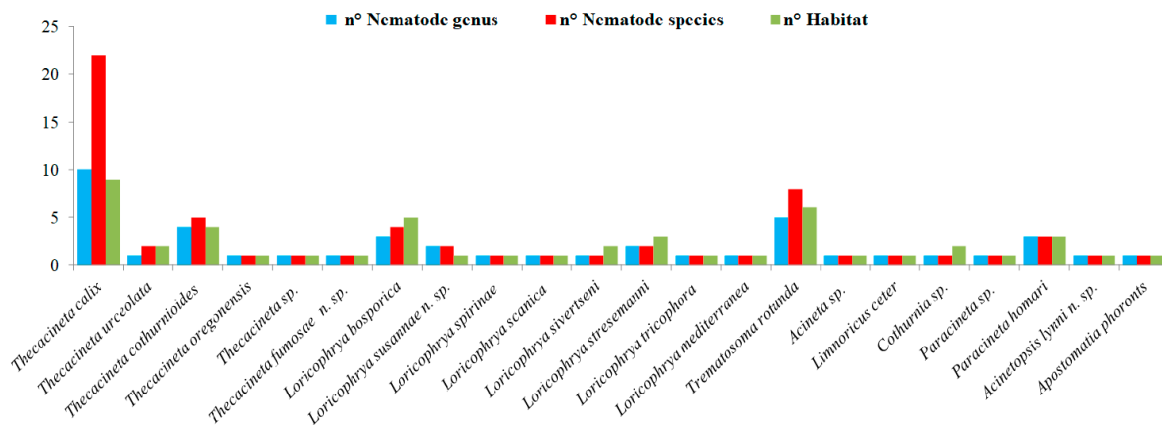 n° Nematode genus n° Nematode species n° Habitat
25
20
15
10
5
0
Thecacineta calix
Thecacineta urceolata
Thecacineta cothurnioides
Thecacineta oregonensis
Thecacineta sp.
Thecacineta fumosae n. sp.
Loricophrya bosporica
Loricophrya susannae n. sp.
Loricophrya spirinae
Loricophrya scanica
Loricophrya sivertseni
Loricophrya stresemanni
Loricophrya tricophora
Loricophrya mediterranea
Trematosoma rotunda
Acineta sp.
Limnoricus ceter
Cothurnia sp.
Paracineta sp.
Paracineta homari
Acinetopsis lynni n. sp.
Apostomatia phoronts